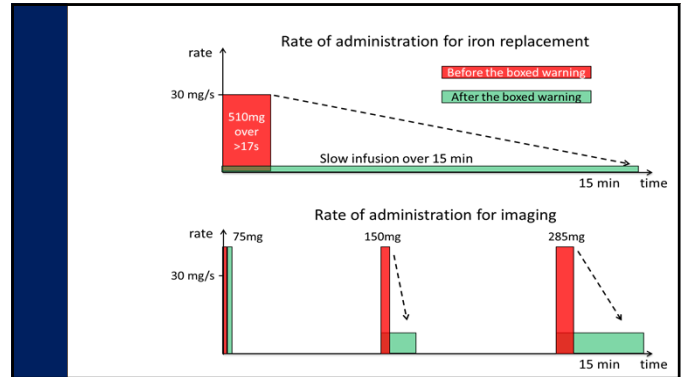 Rate of administration for iron replacement
rate
Before the boxed warning
After the boxed warning
30 mg/s
510mg
over
>17s
Slow infusion over 15 min
15 min
time
Rate of administration for imaging
rate
75mg
150mg
285mg
30 mg/s
15 min
time